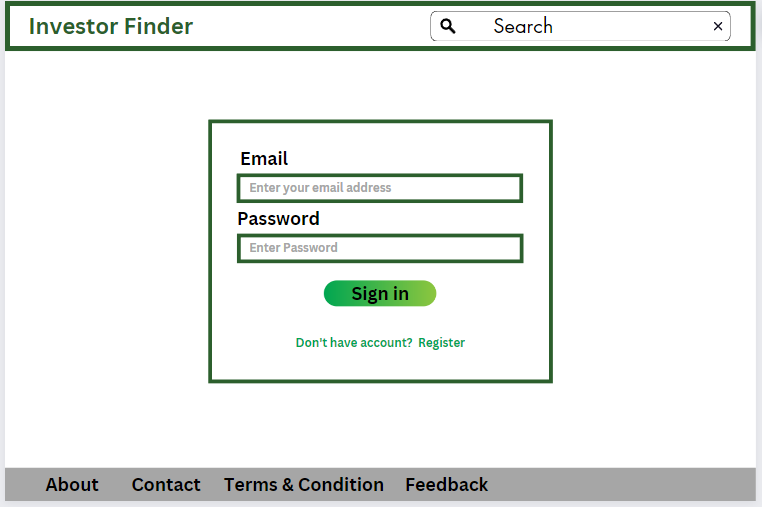 Investor Finder
Search ×
Email
Enter your email address
Password
Enter Password
Sign in
Don't have account? Register
About Contact Terms & Condition Feedback